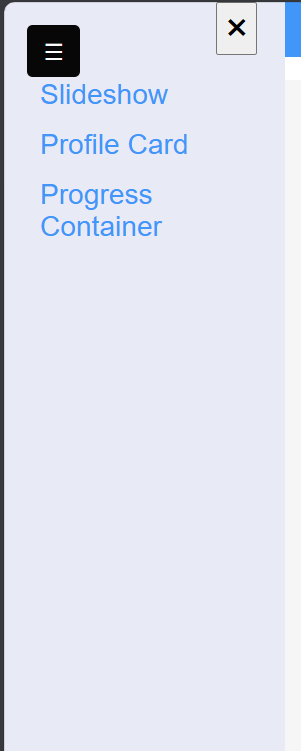 ☰ ×
Slideshow
Profile Card
Progress
Container